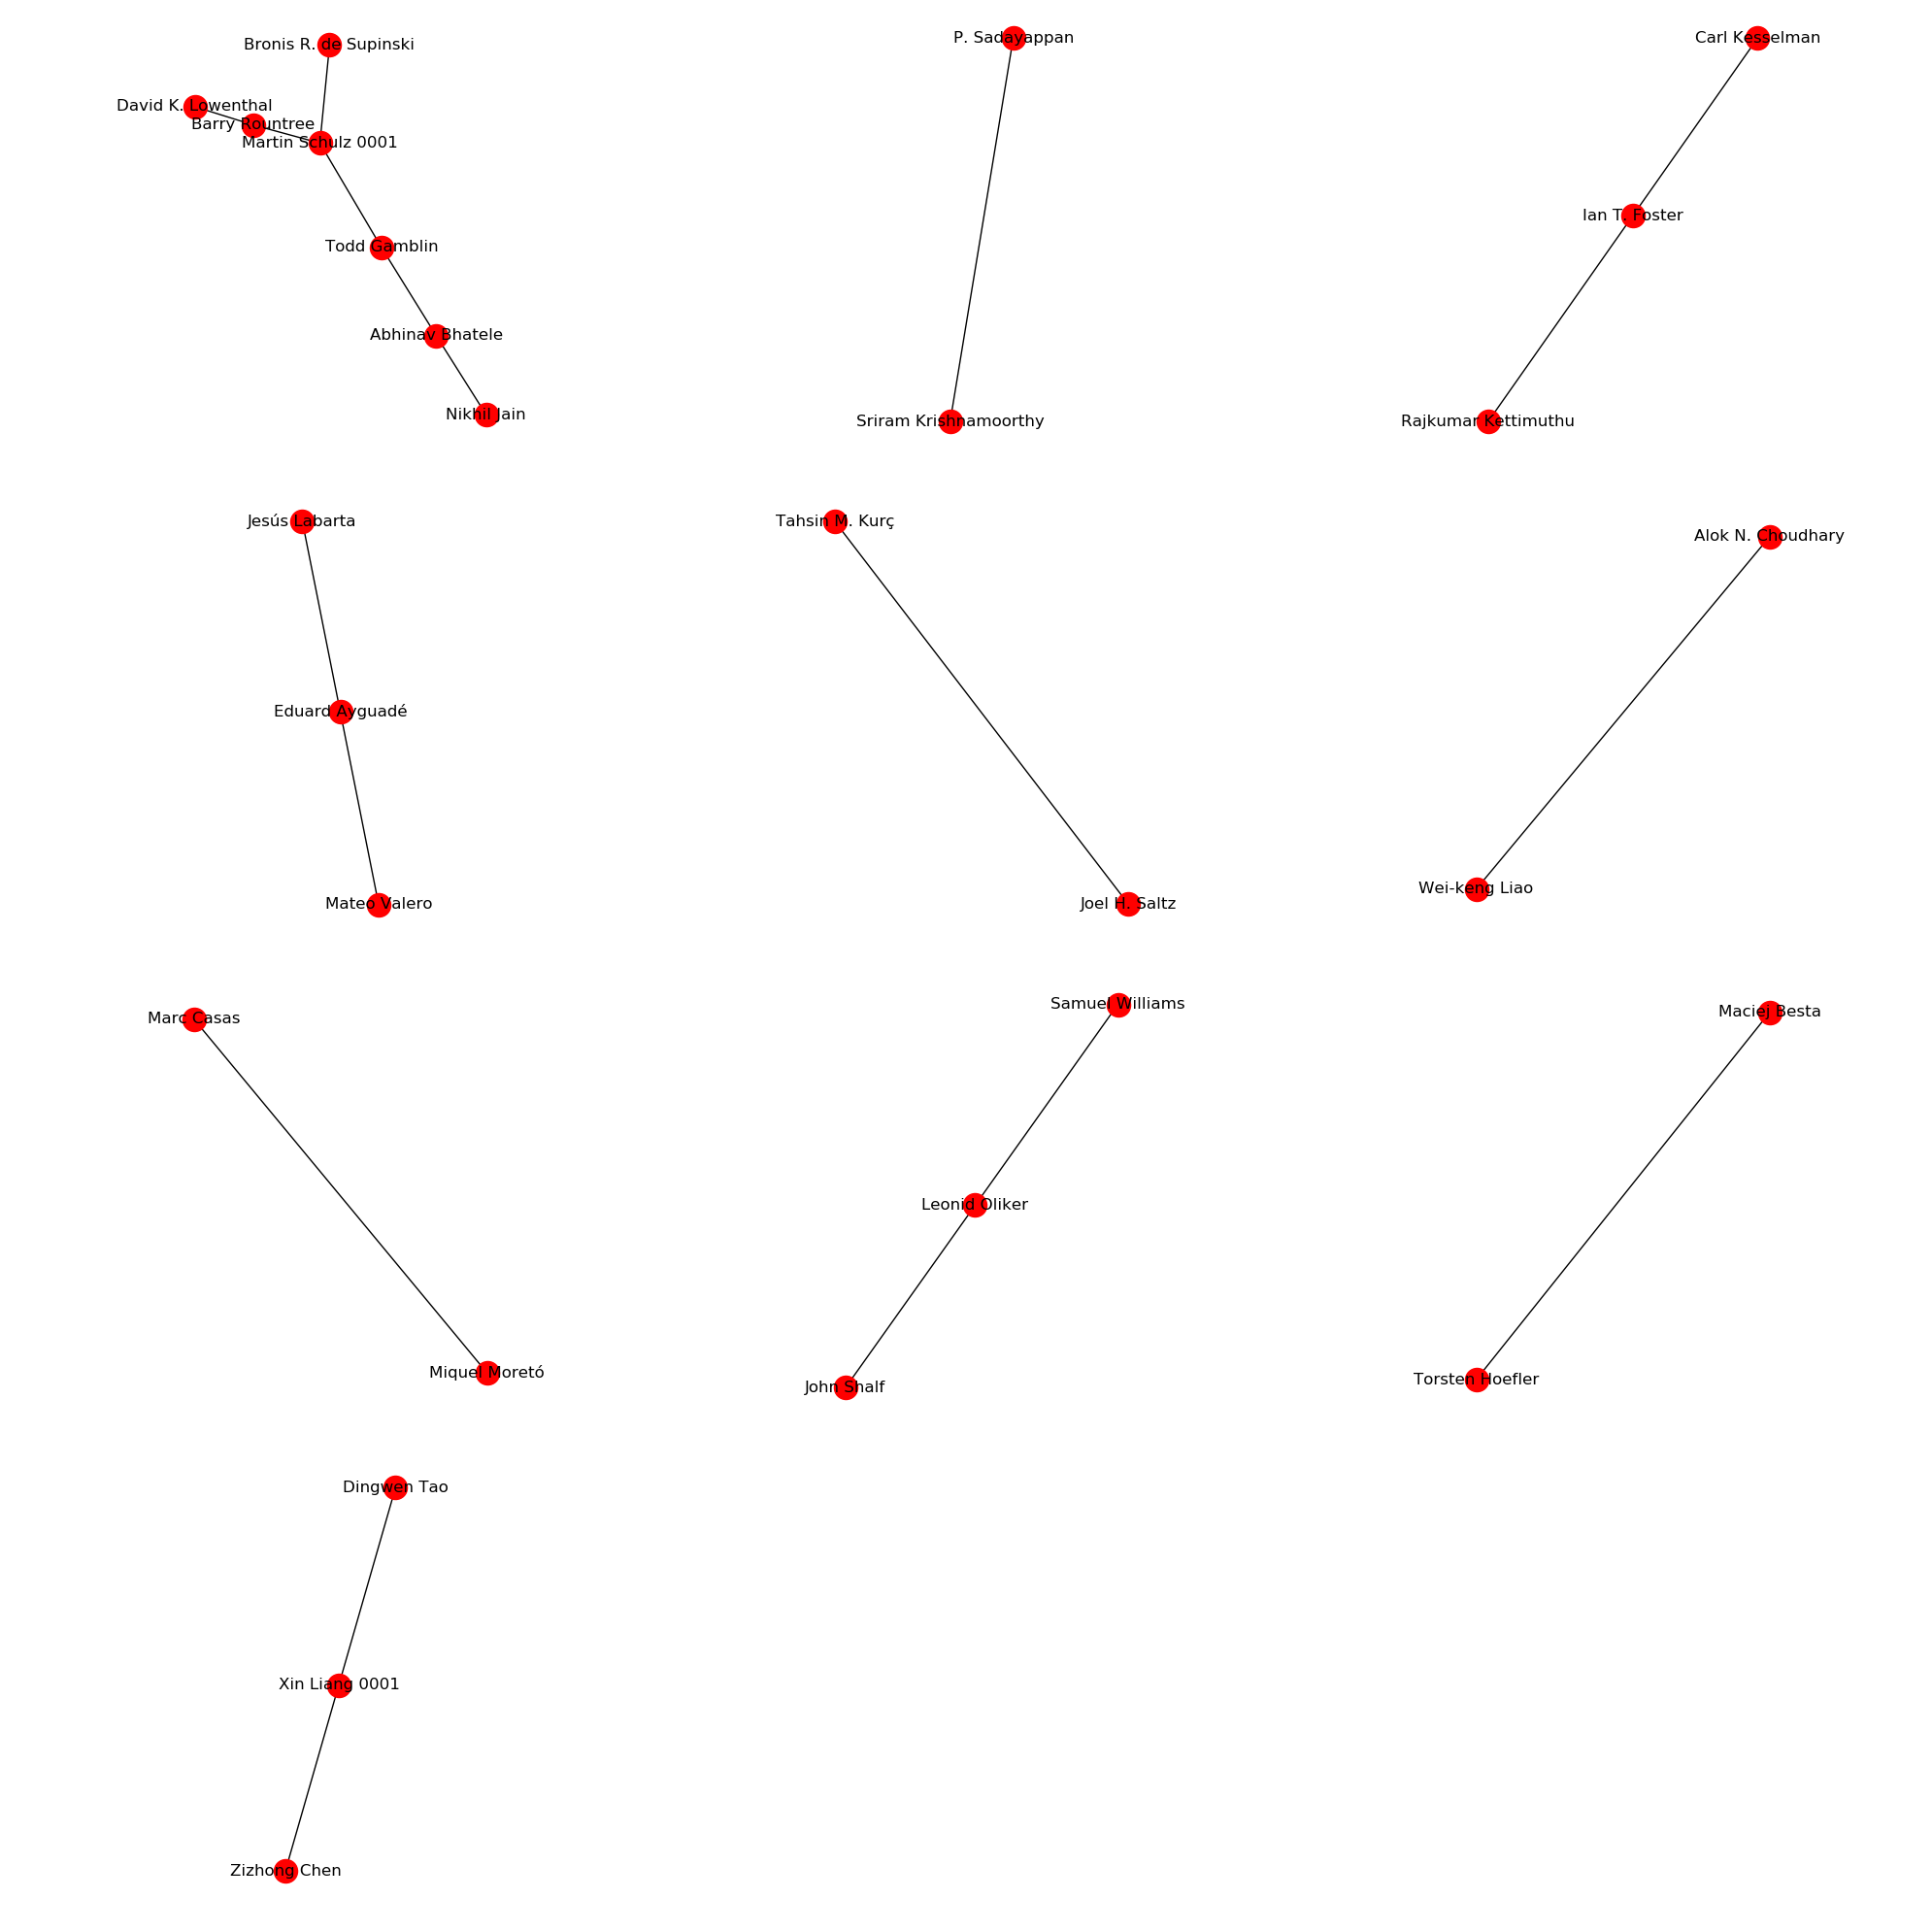 Bronis R. de Supinski
David K. Lowenthal
Barry Rountree
Martin Schulz 0001
Todd Gamblin
Abhinav Bhatele
Nikhil Jain
P. Sadayappan
Sriram Krishnamoorthy
Carl Kesselman
Ian T. Foster
Rajkumar Kettimuthu
Jesús Labarta
Eduard Ayguadé
Mateo Valero
Tahsin M. Kurç
Joel H. Saltz
Alok N. Choudhary
Wei-keng Liao
Marc Casas
Miquel Moretó
Samuel Williams
Leonid Oliker
John Shalf
Maciej Besta
Torsten Hoefler
Dingwen Tao
Xin Liang 0001
Zizhong Chen